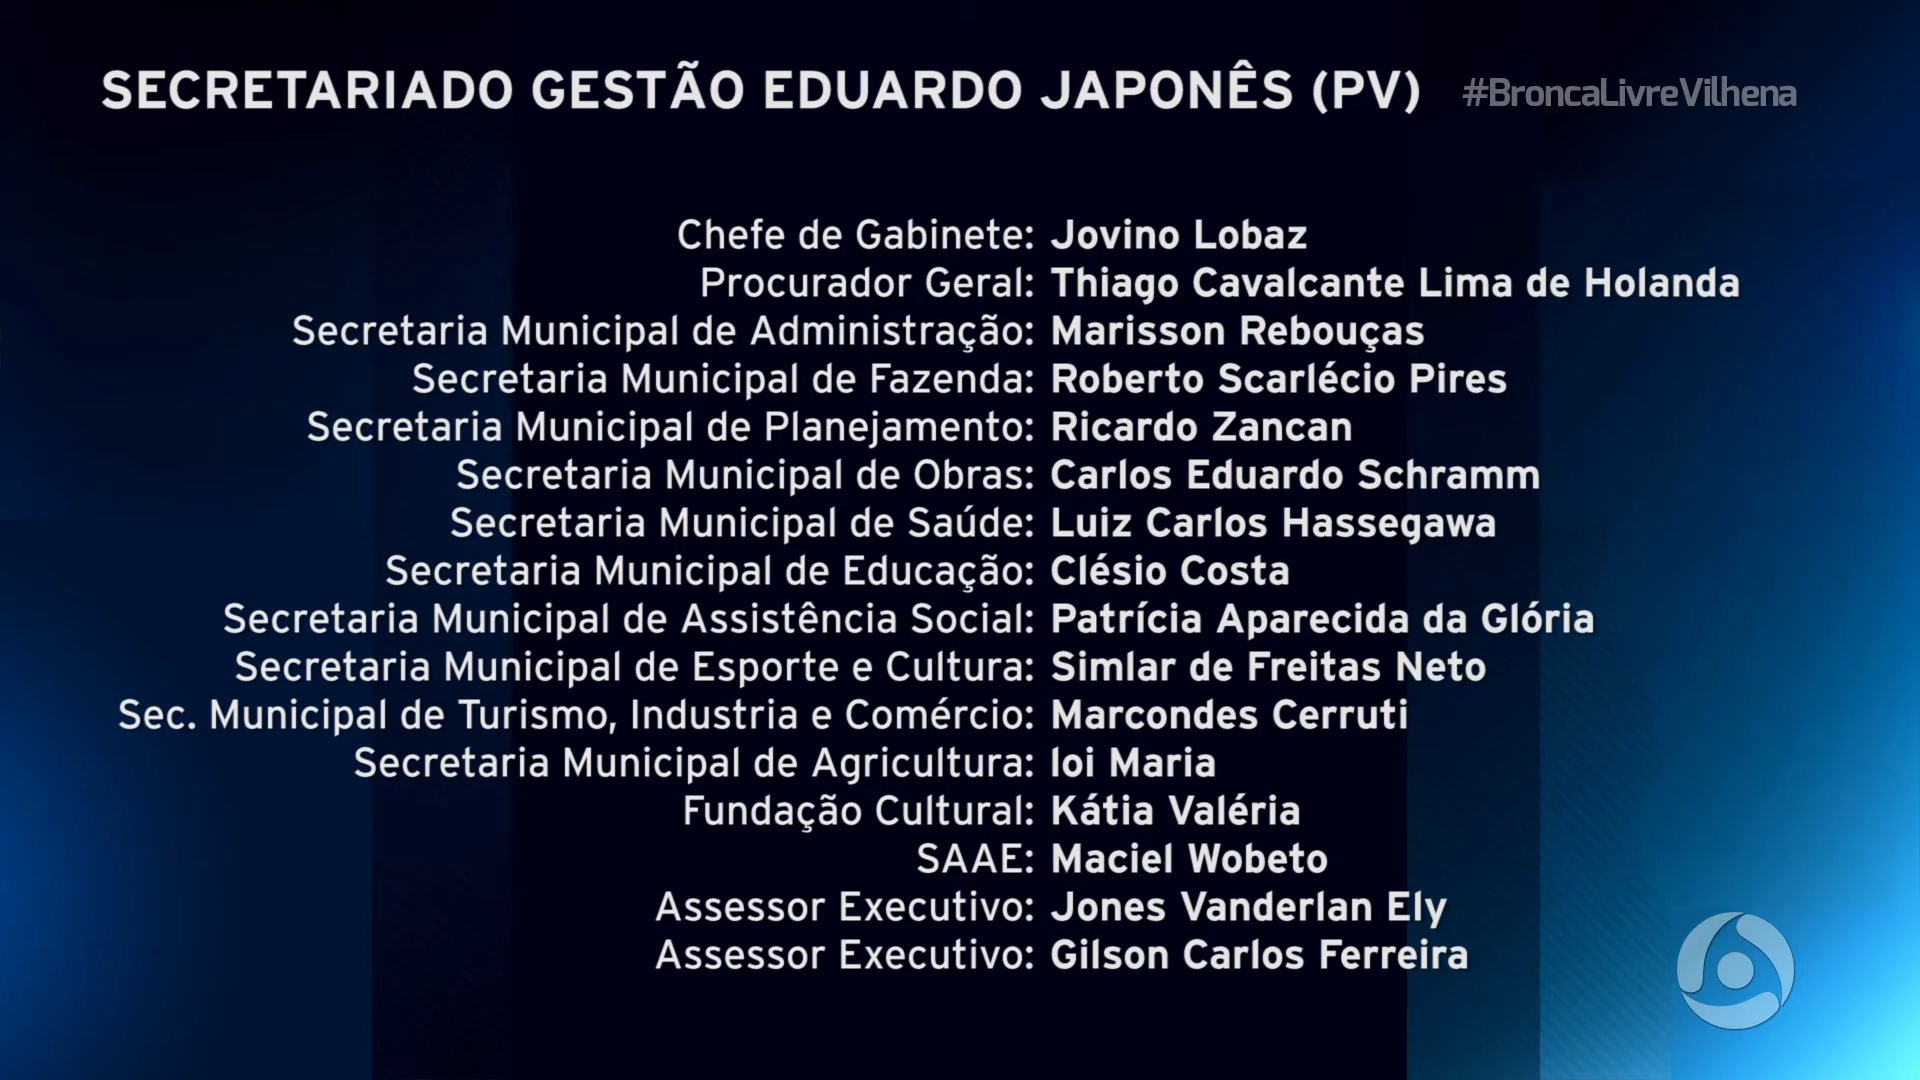 SECRETARIADO GESTÃO EDUARDO JAPONÊS (PV) #BroncaLivreVilhena
Chefe de Gabinete: Jovino Lobaz
Procurador Geral: Thiago Cavalcante Lima de Holanda
Secretaria Municipal de Administração: Marisson Rebouças
Secretaria Municipal de Fazenda: Roberto Scarlécio Pires
Secretaria Municipal de Planejamento: Ricardo Zancan
Secretaria Municipal de Obras: Carlos Eduardo Schramm
Secretaria Municipal de Saúde: Luiz Carlos Hassegawa
Secretaria Municipal de Educação: Clésio Costa
Secretaria Municipal de Assistência Social: Patrícia Aparecida da Glória
Secretaria Municipal de Esporte e Cultura: Simlar de Freitas Neto
Sec. Municipal de Turismo, Industria e Comércio: Marcondes Cerruti
Secretaria Municipal de Agricultura: Ioi Maria
Fundação Cultural: Kátia Valéria
SAAE: Maciel Wobeto
Assessor Executivo: Jones Vanderlan Ely
Assessor Executivo: Gilson Carlos Ferreira